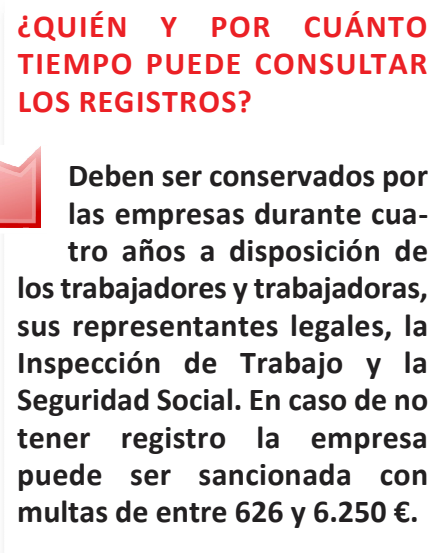 ¿QUIÉN Y POR CUÁNTO
TIEMPO PUEDE CONSULTAR
LOS REGISTROS?
Deben ser conservados por
las empresas durante cua-
tro años a disposición de
los trabajadores y trabajadoras,
sus representantes legales, la
Inspección de Trabajo y la
Seguridad Social. En caso de no
tener registro la empresa
puede ser sancionada con
multas de entre 626 y 6.250 €.